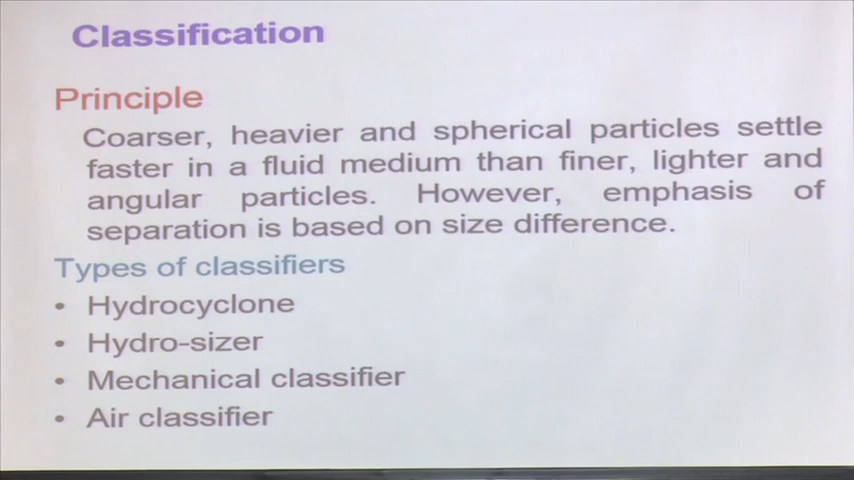 Classification
Principle
Coarser, heavier and spherical particles settle
faster in a fluid medium than finer, lighter and
angular particles. However, emphasis of
separation is based on size difference.
Types of classifiers
• Hydrocyclone
• Hydro-sizer
• Mechanical classifier
• Air classifier